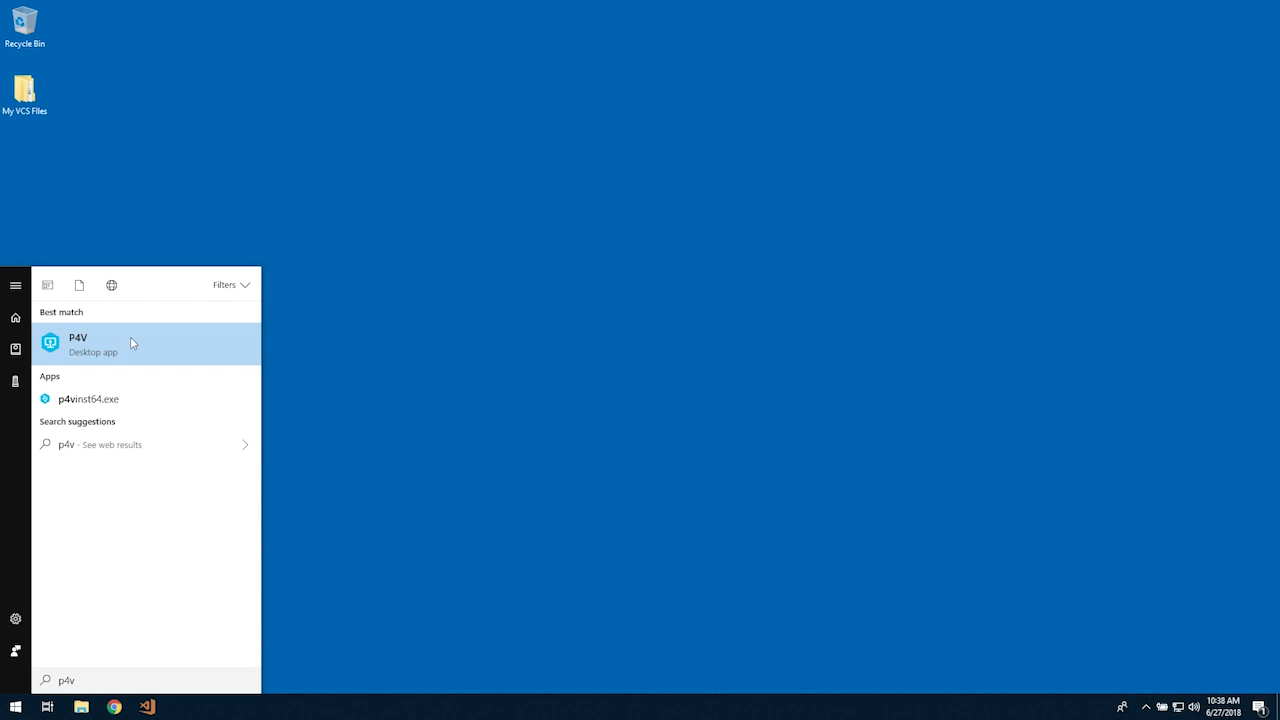 Recycle Bin
My VCS Files
Filters
Best match
P4V
Desktop app
Apps
p4vinst64.exe
Search suggestions
p4v - See web results
p4v
10:38 AM
6/27/2018
1